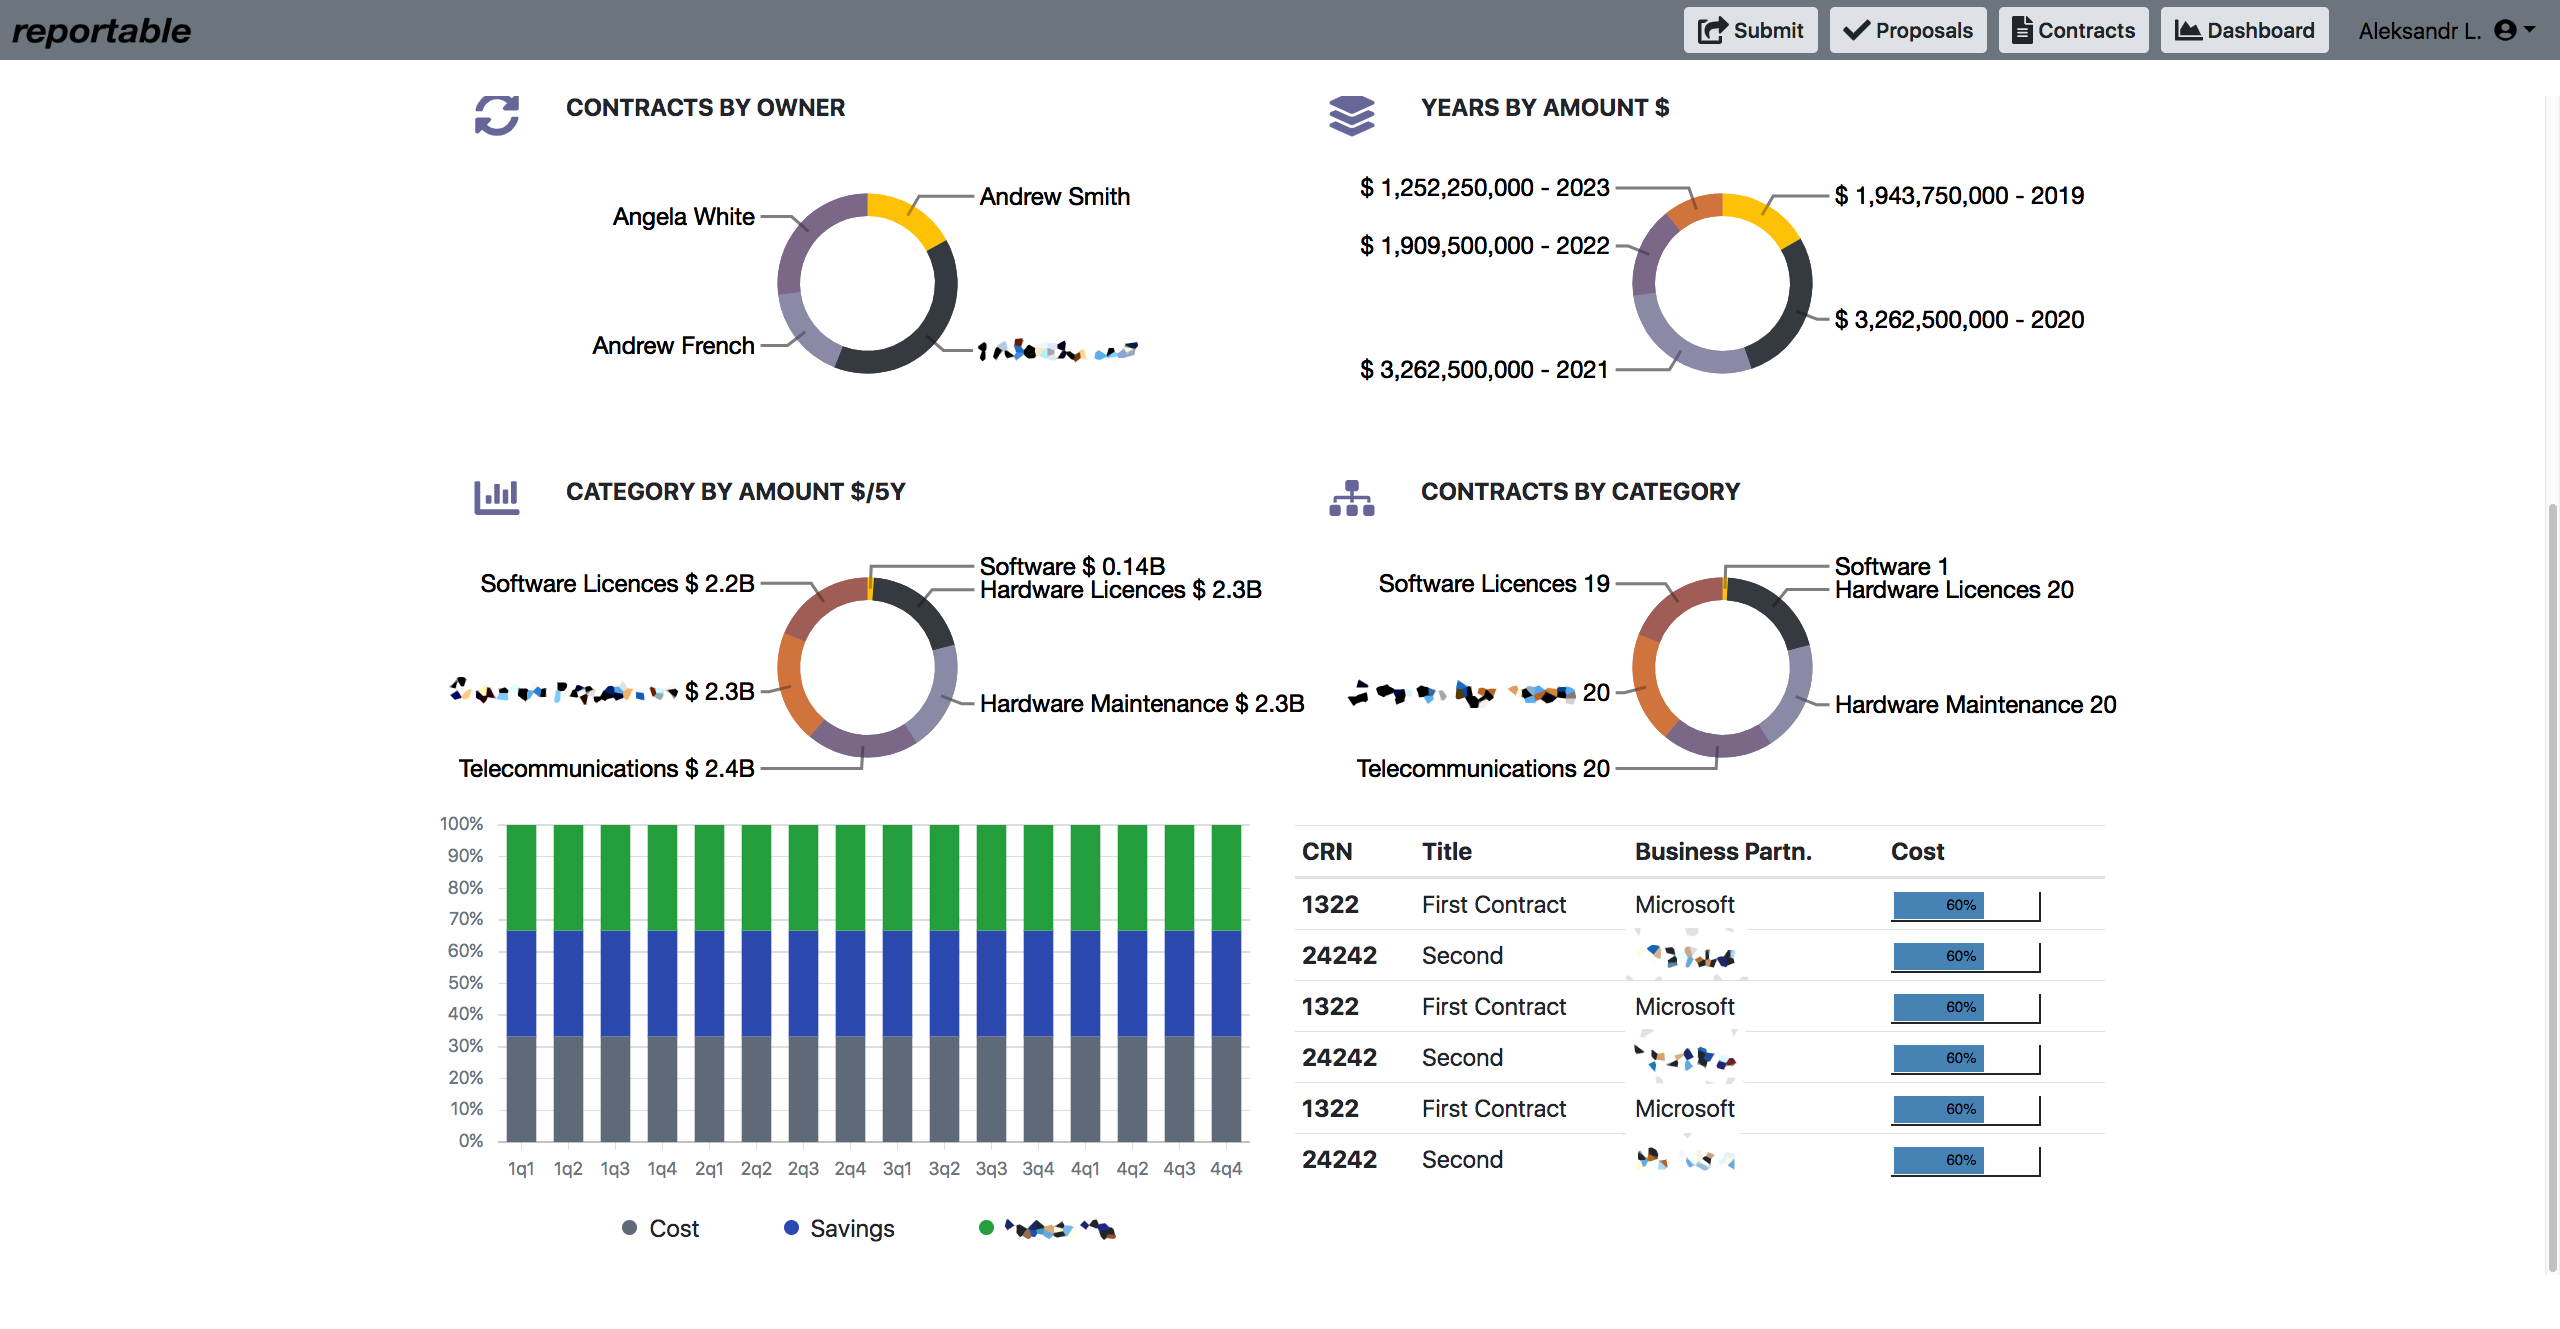 reportable
Submit
Proposals
Contracts
Dashboard
Aleksandr L.
CONTRACTS BY OWNER
Andrew Smith
Angela White
Andrew French
YEARS BY AMOUNT $
$ 1,252,250,000 - 2023
$ 1,943,750,000 - 2019
$ 1,909,500,000 - 2022
$ 3,262,500,000 - 2020
$ 3,262,500,000 - 2021
CATEGORY BY AMOUNT $/5Y
Software $ 0.14B
Software Licences $ 2.2B
Hardware Licences $ 2.3B
$ 2.3B
Hardware Maintenance $ 2.3B
Telecommunications $ 2.4B
CONTRACTS BY CATEGORY
Software 1
Software Licences 19
Hardware Licences 20
20
Hardware Maintenance 20
Telecommunications 20
100%
90%
80%
70%
60%
50%
40%
30%
20%
10%
0%
1q1 1q2 1q3 1q4 2q1 2q2 2q3 2q4 3q1 3q2 3q3 3q4 4q1 4q2 4q3 4q4
Cost Savings
CRN Title Business Partn. Cost
1322 First Contract Microsoft 60%
24242 Second 60%
1322 First Contract Microsoft 60%
24242 Second 60%
1322 First Contract Microsoft 60%
24242 Second 60%